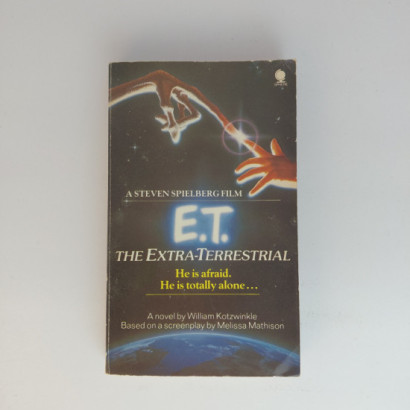 A STEVEN SPIELBERG FILM
E.T.
THE EXTRA-TERRESTRIAL
He is afraid.
He is totally alone...
A novel by William Kotzwinkle
Based on a screenplay by Melissa Mathison